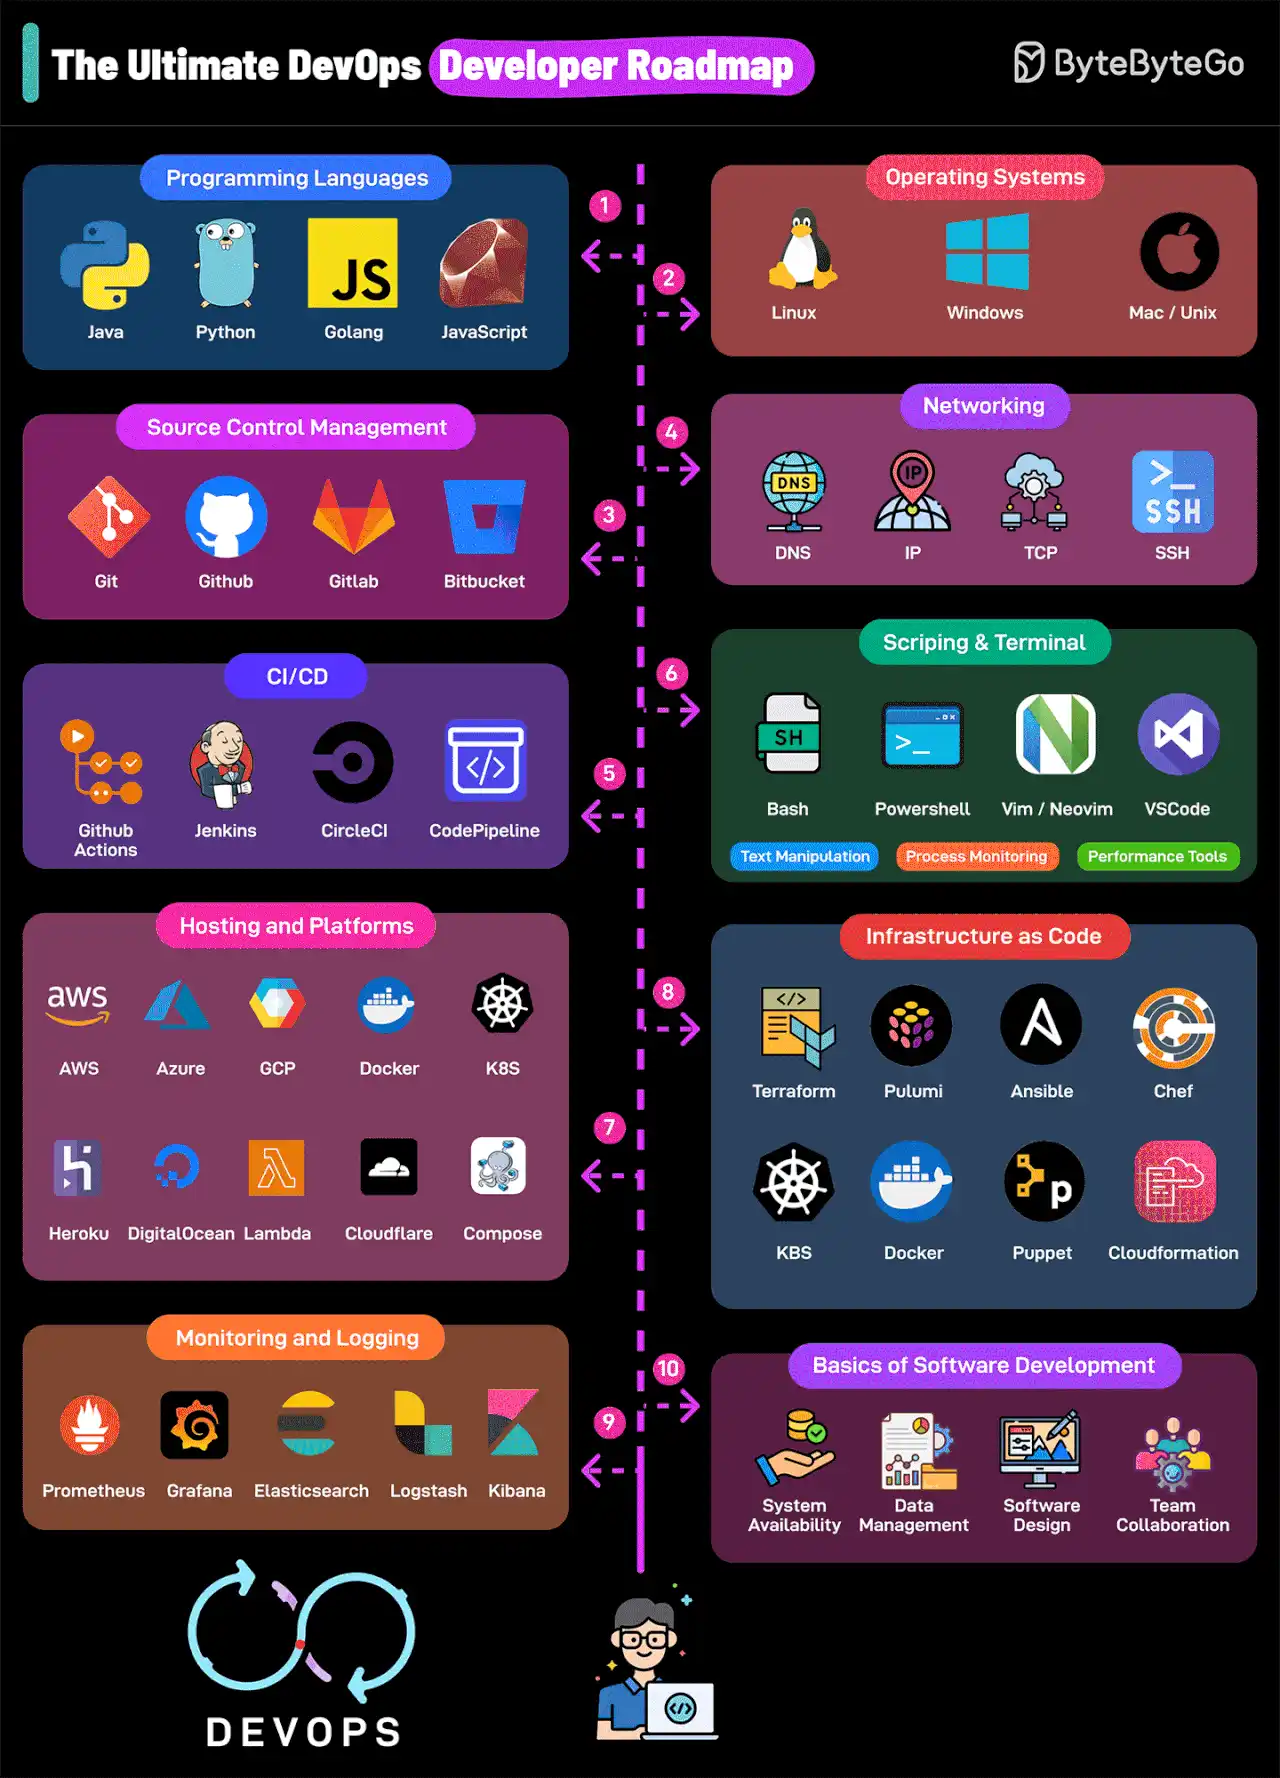 The Ultimate DevOps Developer Roadmap
ByteByteGo
1
Programming Languages
JS
Java
Python
Golang
JavaScript
2
Operating Systems
Linux
Windows
Mac / Unix
3
Source Control Management
Git
Github
Gitlab
Bitbucket
4
Networking
DNS
IP
>_
SSH
DNS
IP
TCP
SSH
5
CI/CD
</>
Github
Actions
Jenkins
CircleCI
CodePipeline
6
Scriping & Terminal
SH
>_
Bash
Powershell
Vim / Neovim
VSCode
Text Manipulation
Process Monitoring
Performance Tools
7
Hosting and Platforms
aws
AWS
Azure
GCP
Docker
K8S
Heroku
DigitalOcean
Lambda
Cloudflare
Compose
8
Infrastructure as Code
</>
Terraform
Pulumi
Ansible
Chef
p
KBS
Docker
Puppet
Cloudformation
9
Monitoring and Logging
Prometheus
Grafana
Elasticsearch
Logstash
Kibana
10
Basics of Software Development
System
Availability
Data
Management
Software
Design
Team
Collaboration
DEVOPS
</>